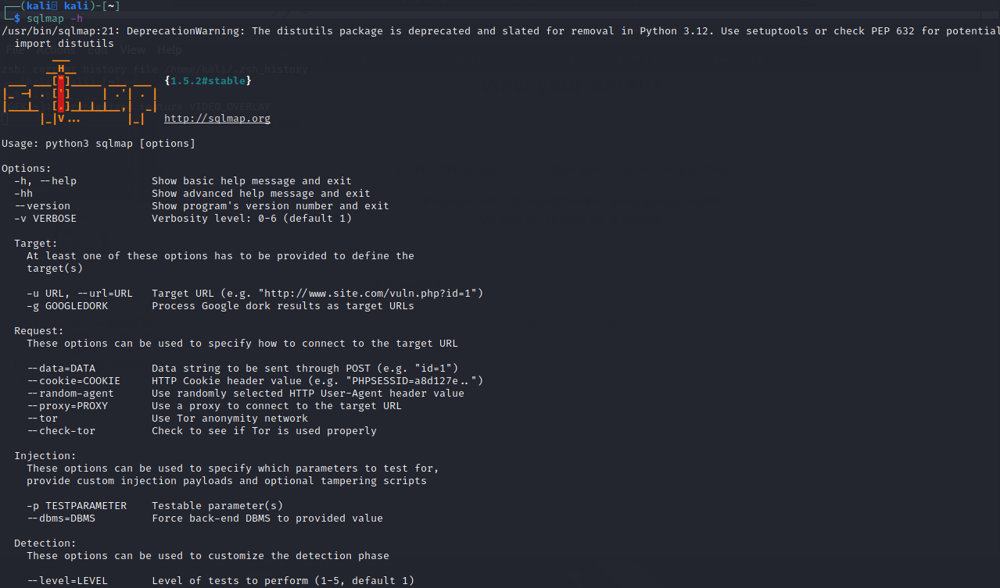 (kali㉿kali)-[~]
$ sqlmap -h
/usr/bin/sqlmap:21: DeprecationWarning: The distutils package is deprecated and slated for removal in Python 3.12. Use setuptools or check PEP 632 for potential
  import distutils
        ___
       __H__
 ___ ___["]_____ ___ ___  {1.5.2#stable}
|_ -| . [']     | .'| . |
|___|_  [.]_|_|_|__,|  _|
      |_|V...       |_|   http://sqlmap.org

Usage: python3 sqlmap [options]

Options:
  -h, --help            Show basic help message and exit
  -hh                   Show advanced help message and exit
  --version             Show program's version number and exit
  -v VERBOSE            Verbosity level: 0-6 (default 1)

  Target:
    At least one of these options has to be provided to define the
    target(s)

    -u URL, --url=URL   Target URL (e.g. "http://www.site.com/vuln.php?id=1")
    -g GOOGLEDORK       Process Google dork results as target URLs

  Request:
    These options can be used to specify how to connect to the target URL

    --data=DATA         Data string to be sent through POST (e.g. "id=1")
    --cookie=COOKIE     HTTP Cookie header value (e.g. "PHPSESSID=a8d127e..")
    --random-agent      Use randomly selected HTTP User-Agent header value
    --proxy=PROXY       Use a proxy to connect to the target URL
    --tor               Use Tor anonymity network
    --check-tor         Check to see if Tor is used properly

  Injection:
    These options can be used to specify which parameters to test for,
    provide custom injection payloads and optional tampering scripts

    -p TESTPARAMETER    Testable parameter(s)
    --dbms=DBMS         Force back-end DBMS to provided value

  Detection:
    These options can be used to customize the detection phase

    --level=LEVEL       Level of tests to perform (1-5, default 1)